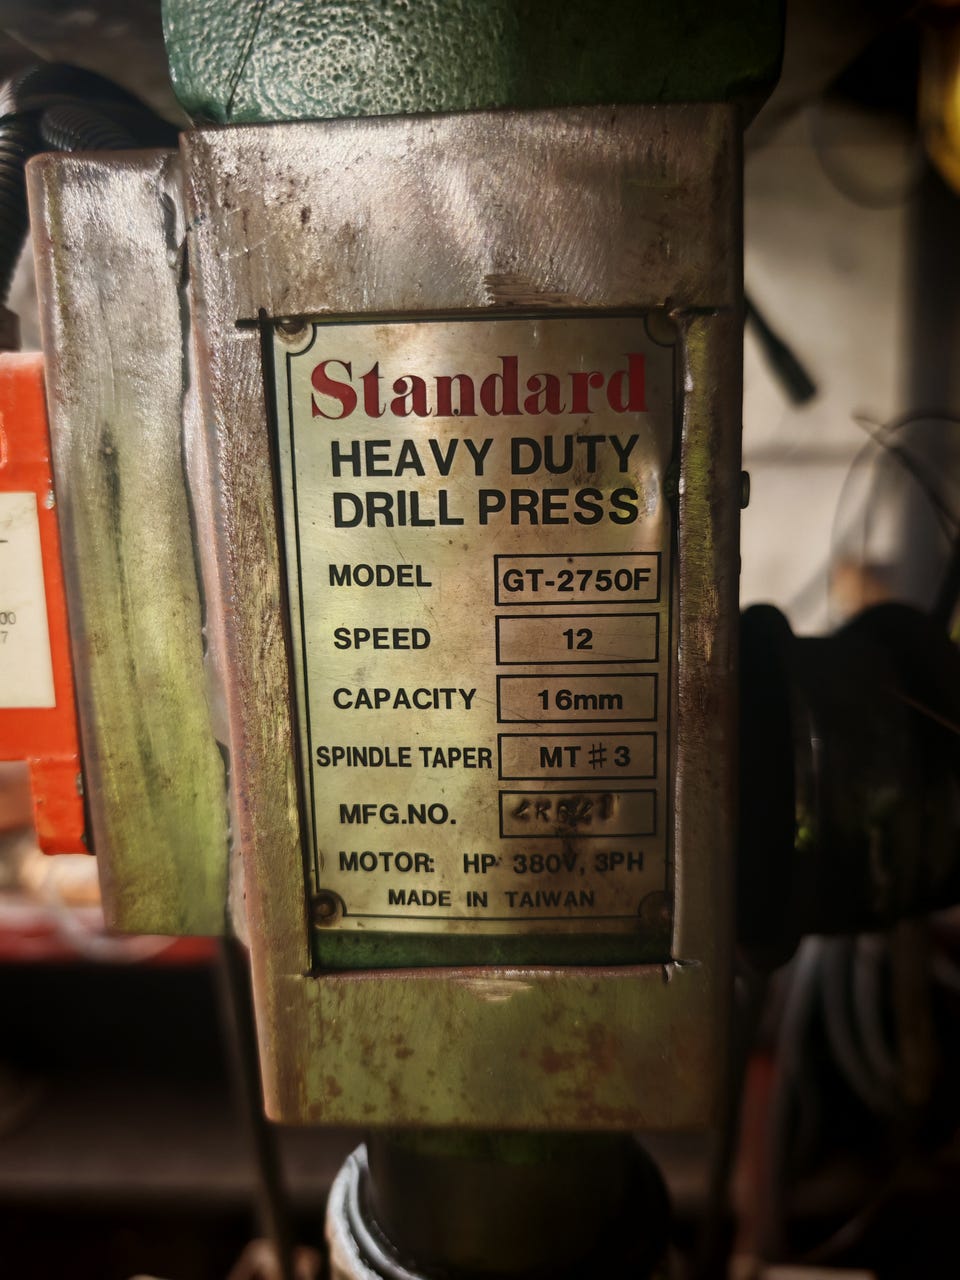 Standard
HEAVY DUTY
DRILL PRESS
MODEL GT-2750F
SPEED 12
CAPACITY 16mm
SPINDLE TAPER MT#3
MFG.NO.
MOTOR: HP 380V, 3PH
MADE IN TAIWAN